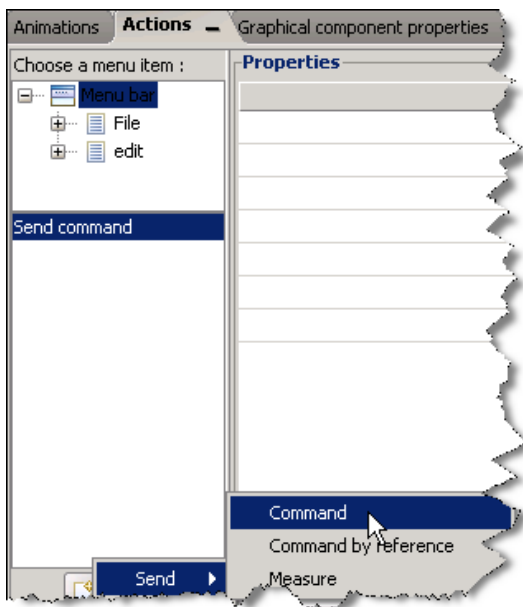 Animations Actions Graphical component properties
Choose a menu item :
Properties
Menu bar
File
edit
Send command
Command
Command by reference
Send
Measure